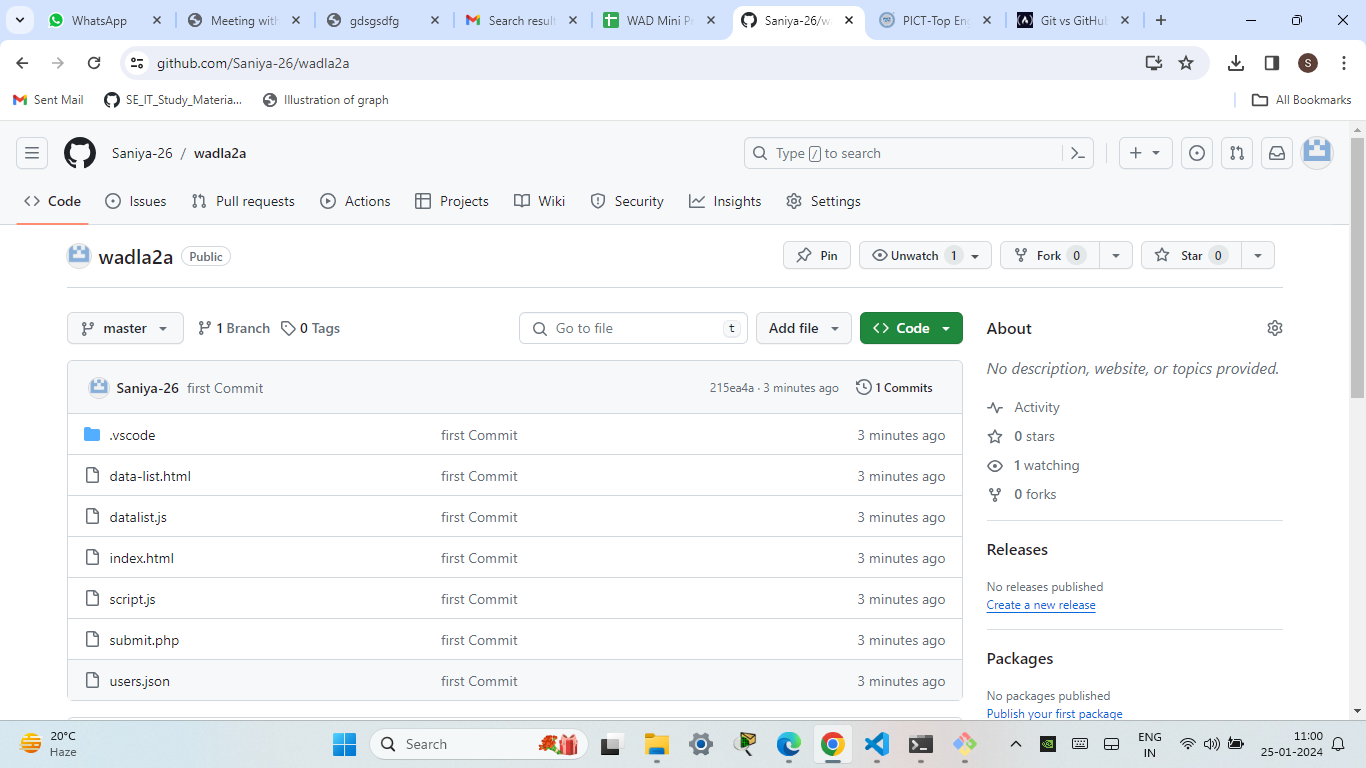 WhatsApp
Meeting with
gdsgsdfg
Search result
WAD Mini P
Saniya-26/w
PICT-Top En
Git vs GitHub
github.com/Saniya-26/wadla2a
S
Sent Mail
SE_IT_Study_Materia...
Illustration of graph
All Bookmarks
Saniya-26 / wadla2a
Type / to search
Code
Issues
Pull requests
Actions
Projects
Wiki
Security
Insights
Settings
wadla2a Public
Pin
Unwatch 1
Fork 0
Star 0
master
1 Branch
0 Tags
Go to file t
Add file
Code
Saniya-26 first Commit 215ea4a · 3 minutes ago 1 Commits
.vscode first Commit 3 minutes ago
data-list.html first Commit 3 minutes ago
datalist.js first Commit 3 minutes ago
index.html first Commit 3 minutes ago
script.js first Commit 3 minutes ago
submit.php first Commit 3 minutes ago
users.json first Commit 3 minutes ago
About
No description, website, or topics provided.
Activity
0 stars
1 watching
0 forks
Releases
No releases published
Create a new release
Packages
No packages published
Publish your first package
20°C
Haze
Search
ENG
IN
11:00
25-01-2024